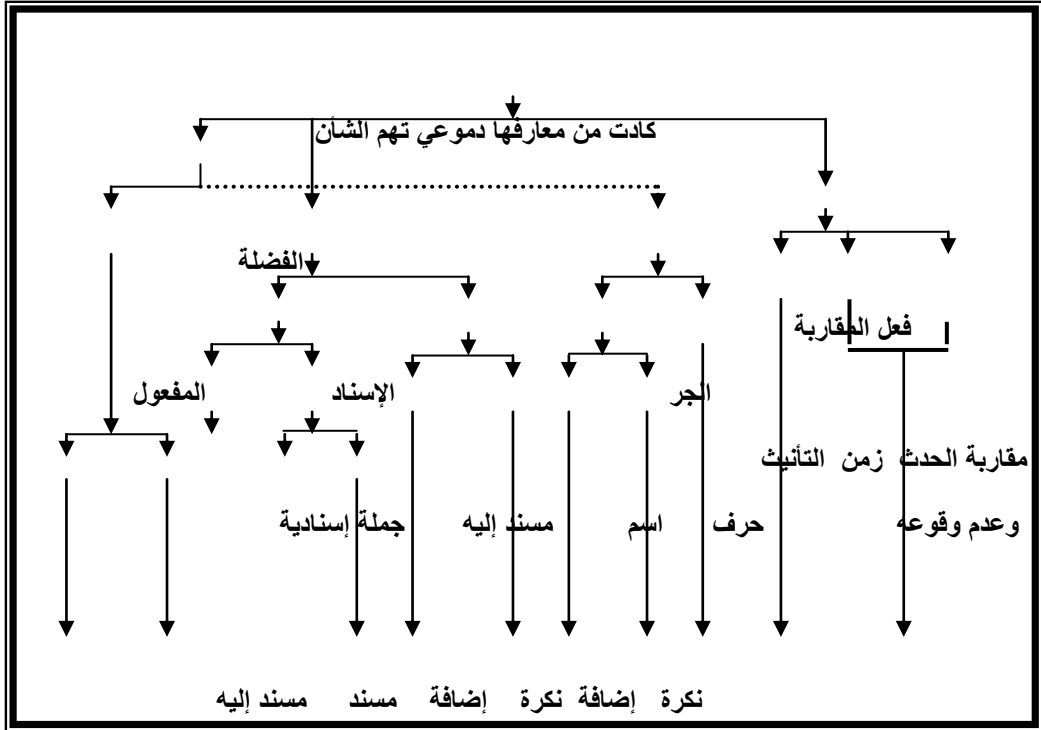 كادت من معارفها دموعي تهم الشأن
الفضلة
فعل المقاربة
الجر الإسناد المفعول
مقاربة الحدث زمن التأنيث
وعدم وقوعه حرف اسم مسند إليه جملة إسنادية
نكرة إضافة نكرة إضافة مسند مسند إليه